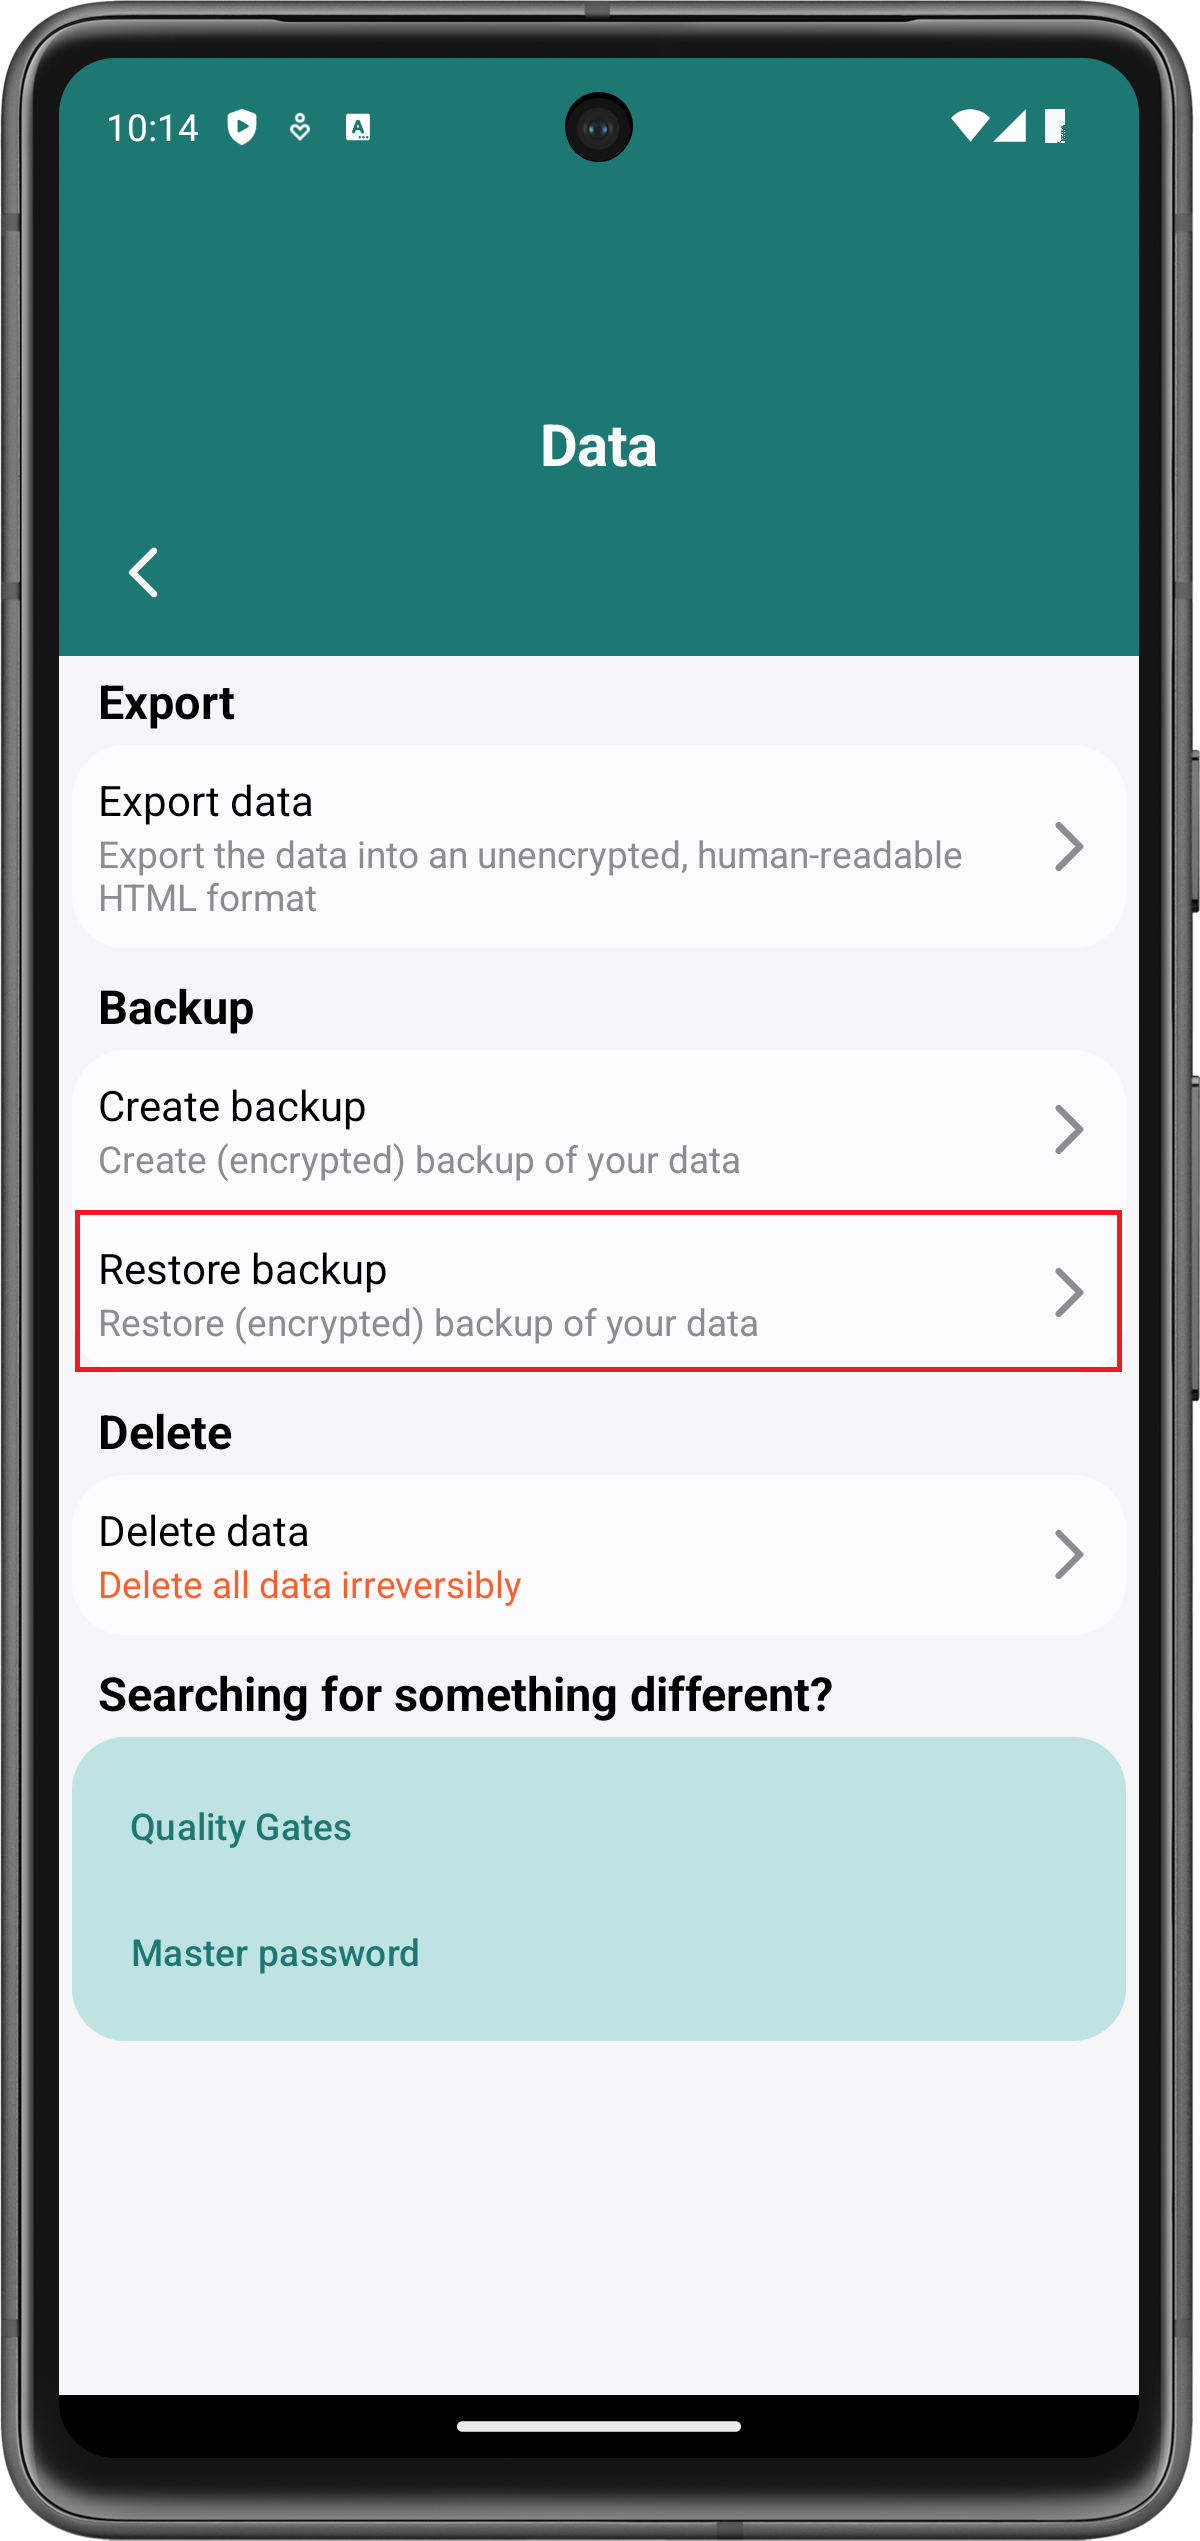 10:14
Data
Export
Export data
Export the data into an unencrypted, human-readable
HTML format
Backup
Create backup
Create (encrypted) backup of your data
Restore backup
Restore (encrypted) backup of your data
Delete
Delete data
Delete all data irreversibly
Searching for something different?
Quality Gates
Master password